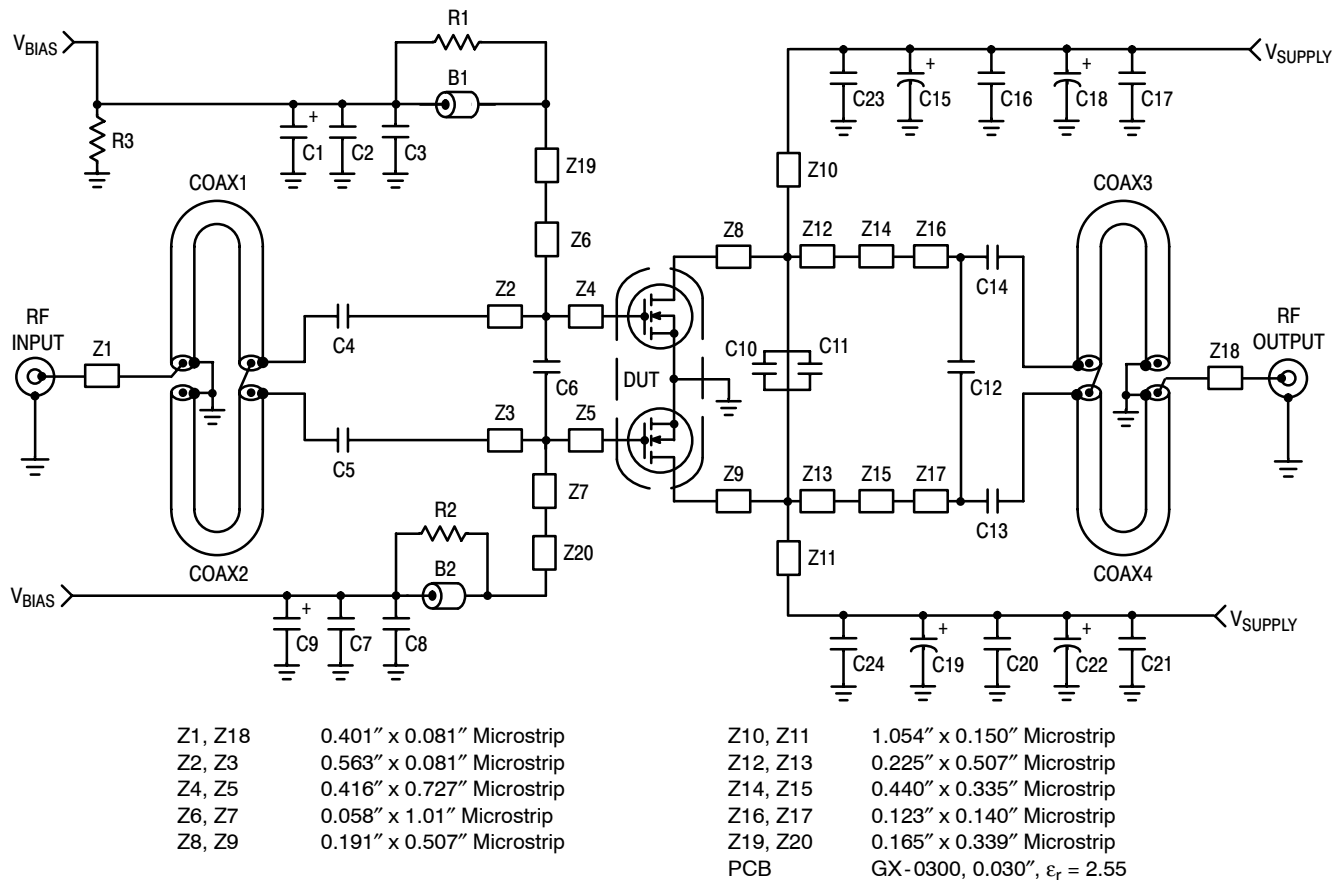 R1
V_BIAS
B1
R3
C1
+
C2
C3
Z19
COAX1
Z6
RF INPUT
Z1
C4
Z2
Z4
C6
DUT
C5
Z3
Z5
Z7
R2
Z20
COAX2
B2
V_BIAS
C9
+
C7
C8
V_SUPPLY
C23
+
C15
C16
+
C18
C17
Z10
COAX3
Z8
Z12
Z14
Z16
C14
RF OUTPUT
C10
C11
C12
Z18
Z9
Z13
Z15
Z17
C13
Z11
COAX4
V_SUPPLY
C24
+
C19
C20
+
C22
C21
Z1, Z18 0.401″ x 0.081″ Microstrip
Z2, Z3 0.563″ x 0.081″ Microstrip
Z4, Z5 0.416″ x 0.727″ Microstrip
Z6, Z7 0.058″ x 1.01″ Microstrip
Z8, Z9 0.191″ x 0.507″ Microstrip
Z10, Z11 1.054″ x 0.150″ Microstrip
Z12, Z13 0.225″ x 0.507″ Microstrip
Z14, Z15 0.440″ x 0.335″ Microstrip
Z16, Z17 0.123″ x 0.140″ Microstrip
Z19, Z20 0.165″ x 0.339″ Microstrip
PCB GX-0300, 0.030″, εr = 2.55